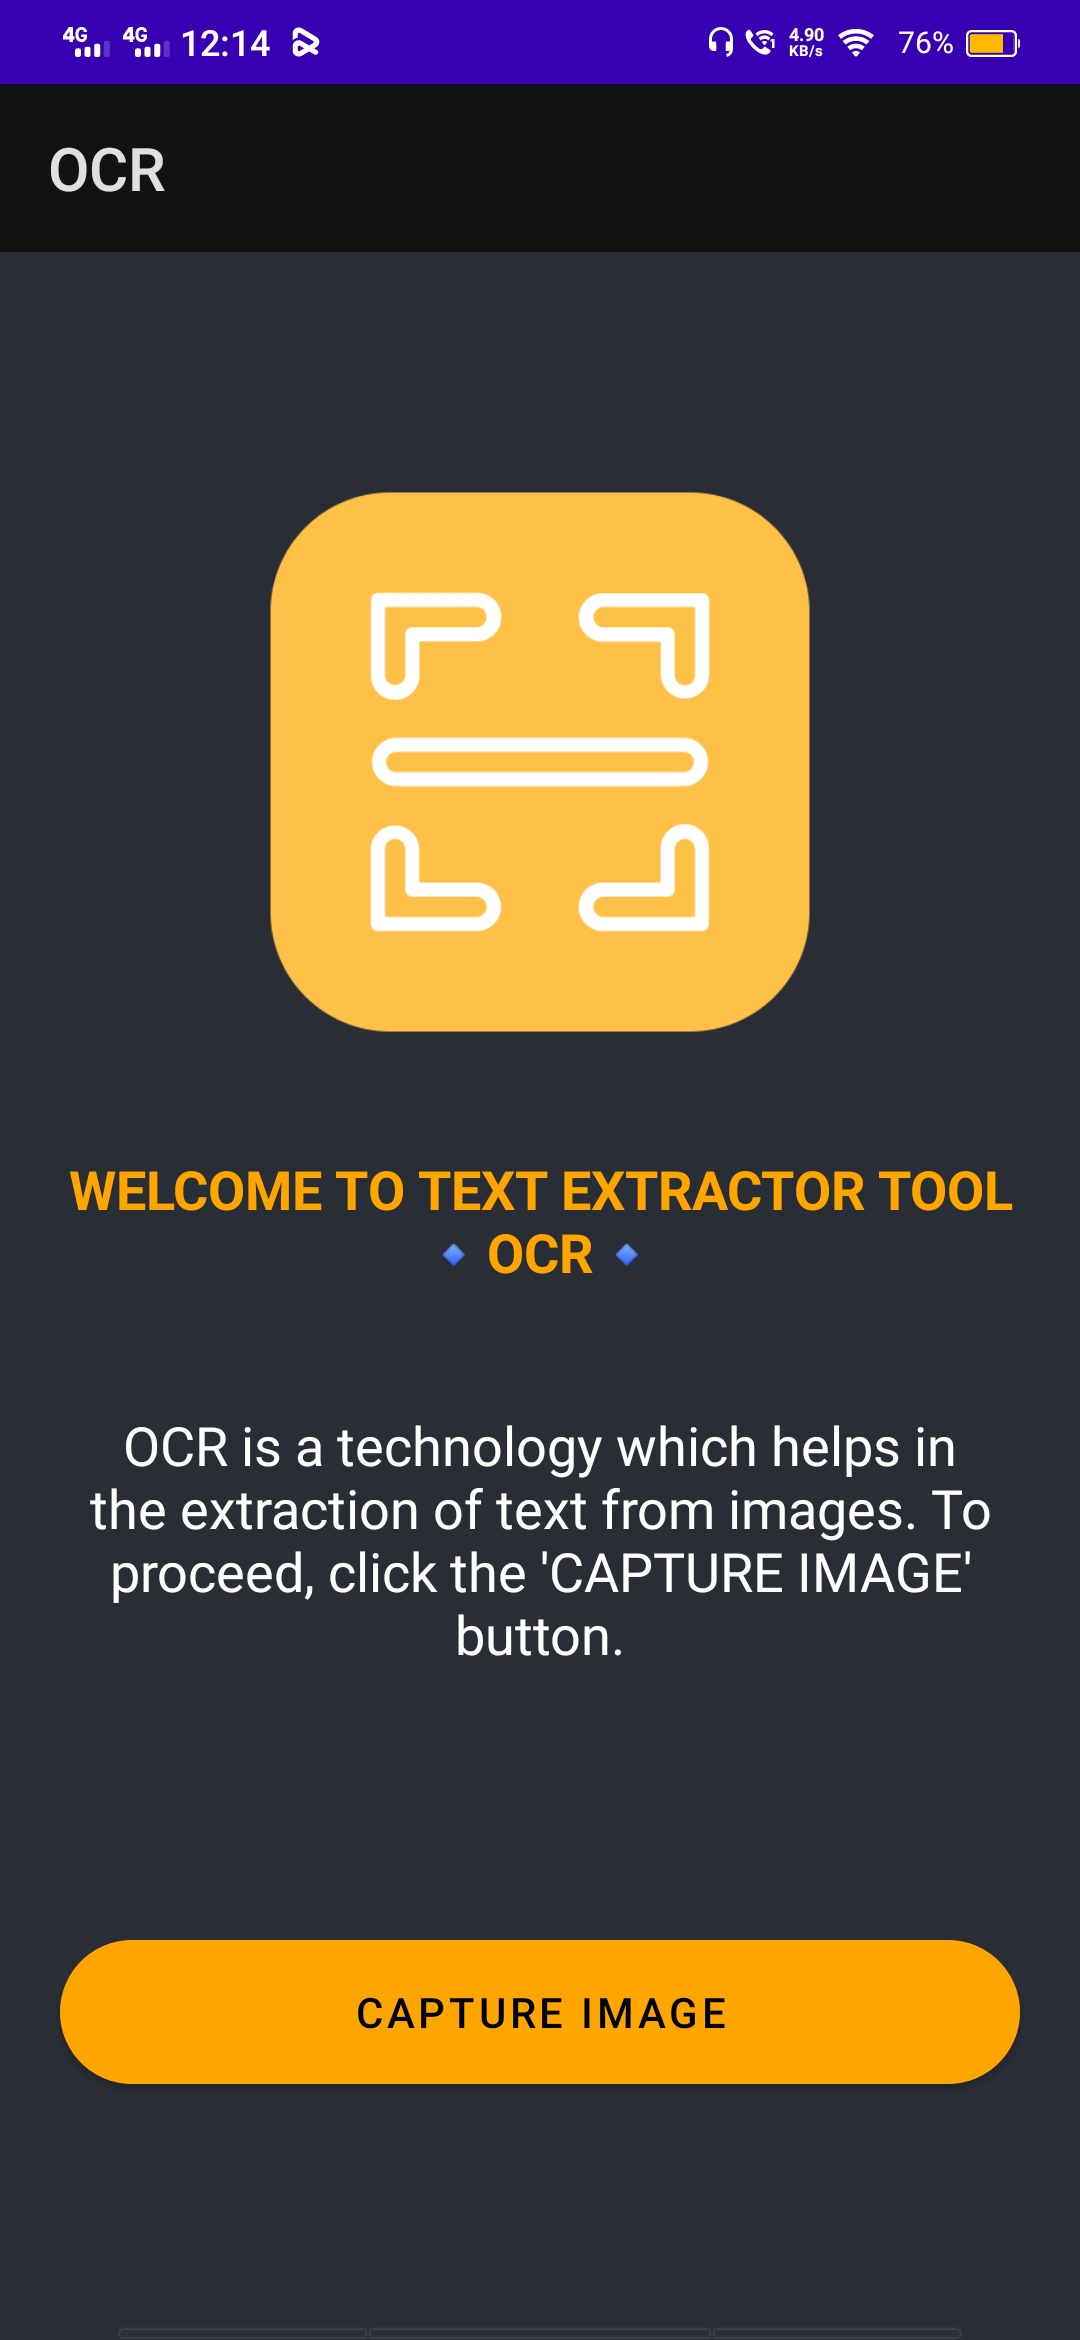 4G 4G 12:14 4.90 KB/s 76%
OCR
WELCOME TO TEXT EXTRACTOR TOOL
🔹 OCR 🔹
OCR is a technology which helps in
the extraction of text from images. To
proceed, click the 'CAPTURE IMAGE'
button.
CAPTURE IMAGE